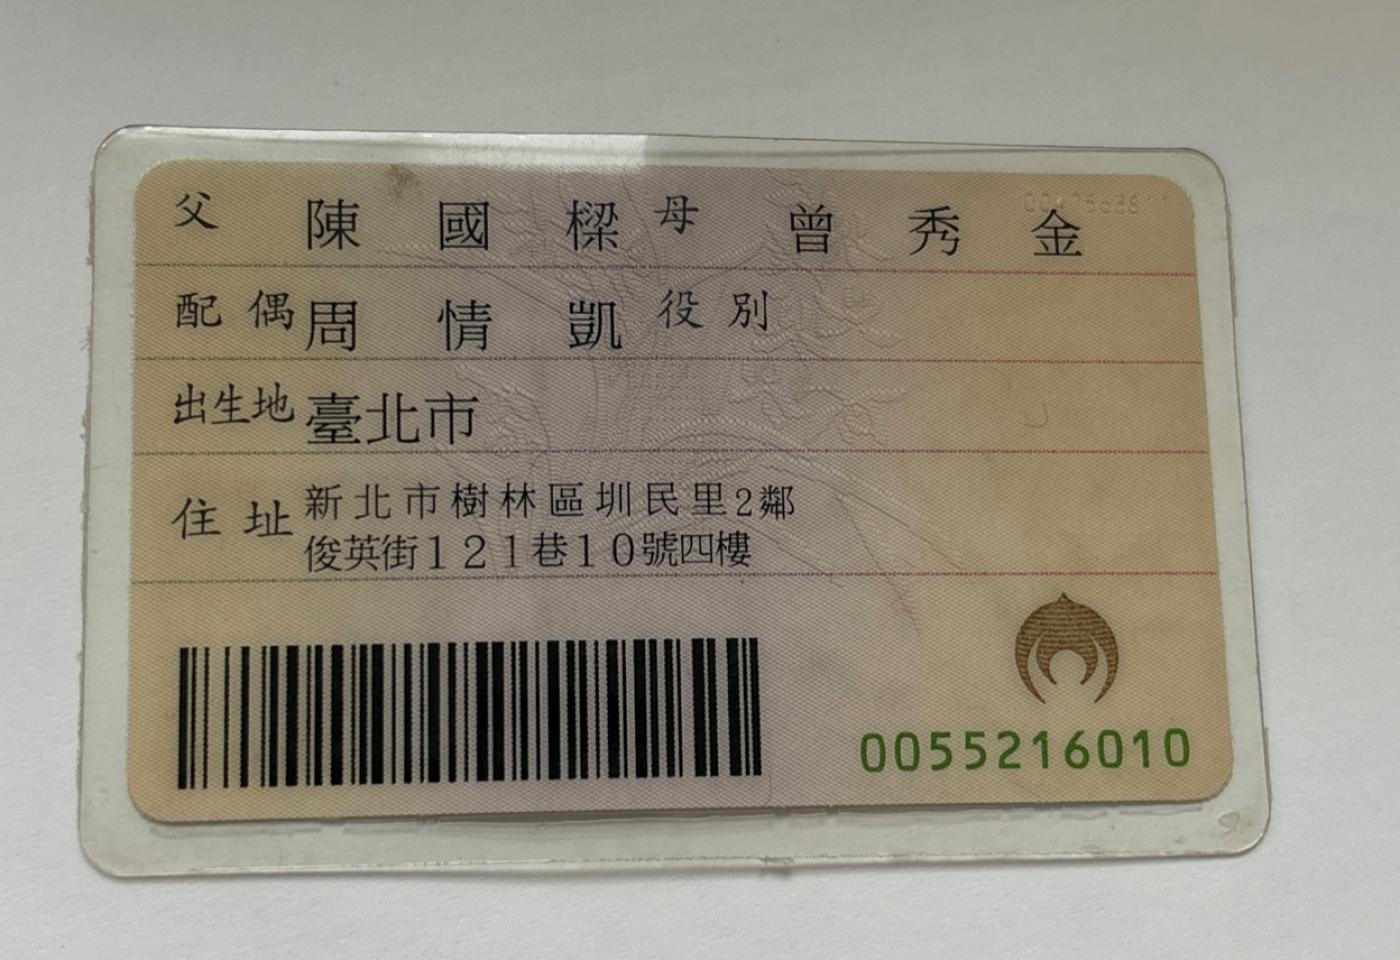 父 陳國樑 母 曾秀金
配偶 周情凱 役別
出生地 臺北市
住址 新北市樹林區圳民里2鄰
俊英街121巷10號四樓
0055216010